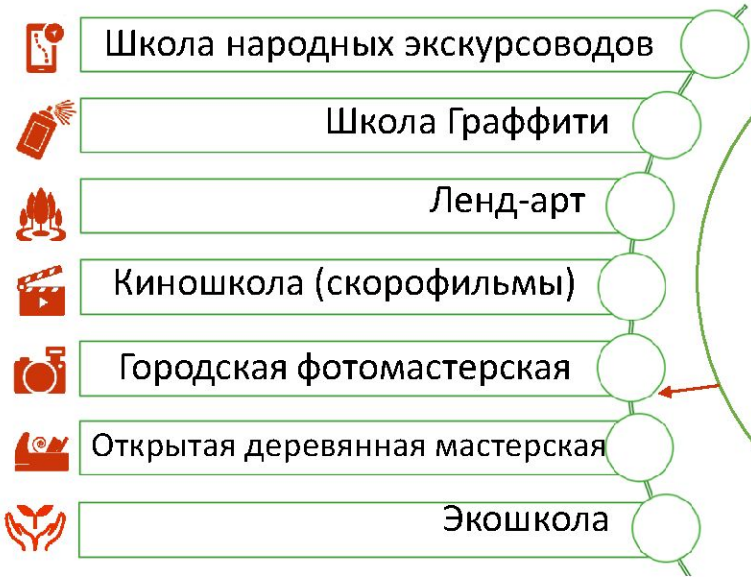 Школа народных экскурсоводов
Школа Граффити
Ленд-арт
Киношкола (скорофильмы)
Городская фотомастерская
Открытая деревянная мастерская
Экошкола